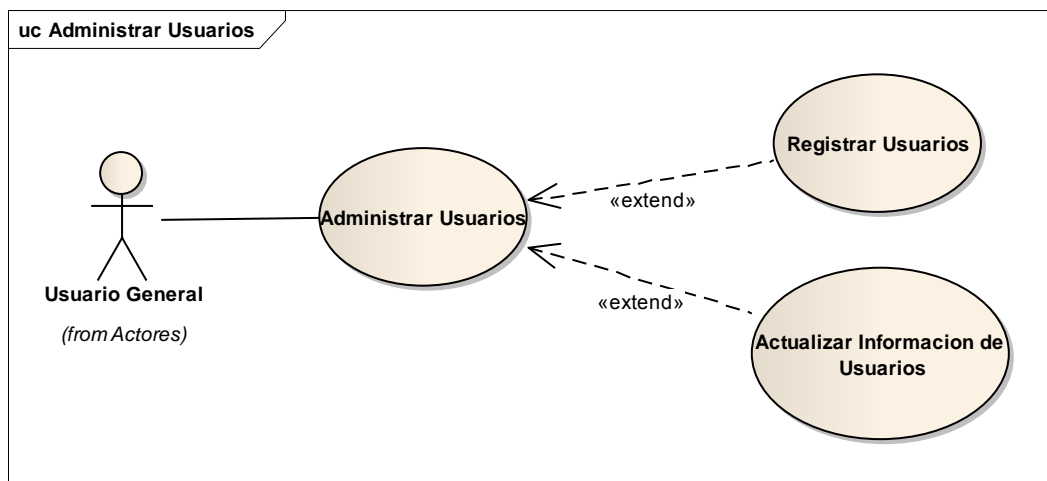 uc Administrar Usuarios
Registrar Usuarios
Administrar Usuarios
«extend»
Usuario General
(from Actores)
«extend»
Actualizar Informacion de
Usuarios